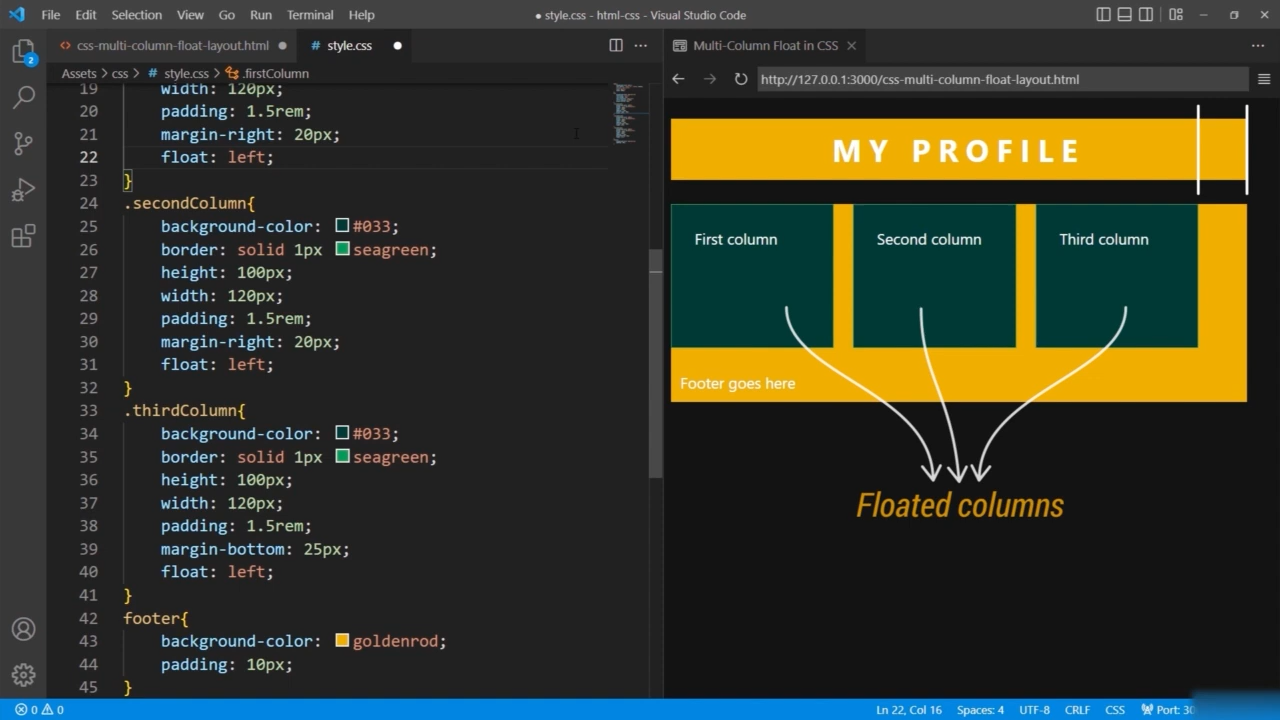 File Edit Selection View Go Run Terminal Help
● style.css - html-css - Visual Studio Code
css-multi-column-float-layout.html
# style.css
Assets > css > # style.css > .firstColumn
19 width: 120px;
20 padding: 1.5rem;
21 margin-right: 20px;
22 float: left;
23 }
24 .secondColumn{
25 background-color: #033;
26 border: solid 1px seagreen;
27 height: 100px;
28 width: 120px;
29 padding: 1.5rem;
30 margin-right: 20px;
31 float: left;
32 }
33 .thirdColumn{
34 background-color: #033;
35 border: solid 1px seagreen;
36 height: 100px;
37 width: 120px;
38 padding: 1.5rem;
39 margin-bottom: 25px;
40 float: left;
41 }
42 footer{
43 background-color: goldenrod;
44 padding: 10px;
45 }
Multi-Column Float in CSS
http://127.0.0.1:3000/css-multi-column-float-layout.html
MY PROFILE
First column
Second column
Third column
Footer goes here
Floated columns
2
0 0
Ln 22, Col 16 Spaces: 4 UTF-8 CRLF CSS Port: